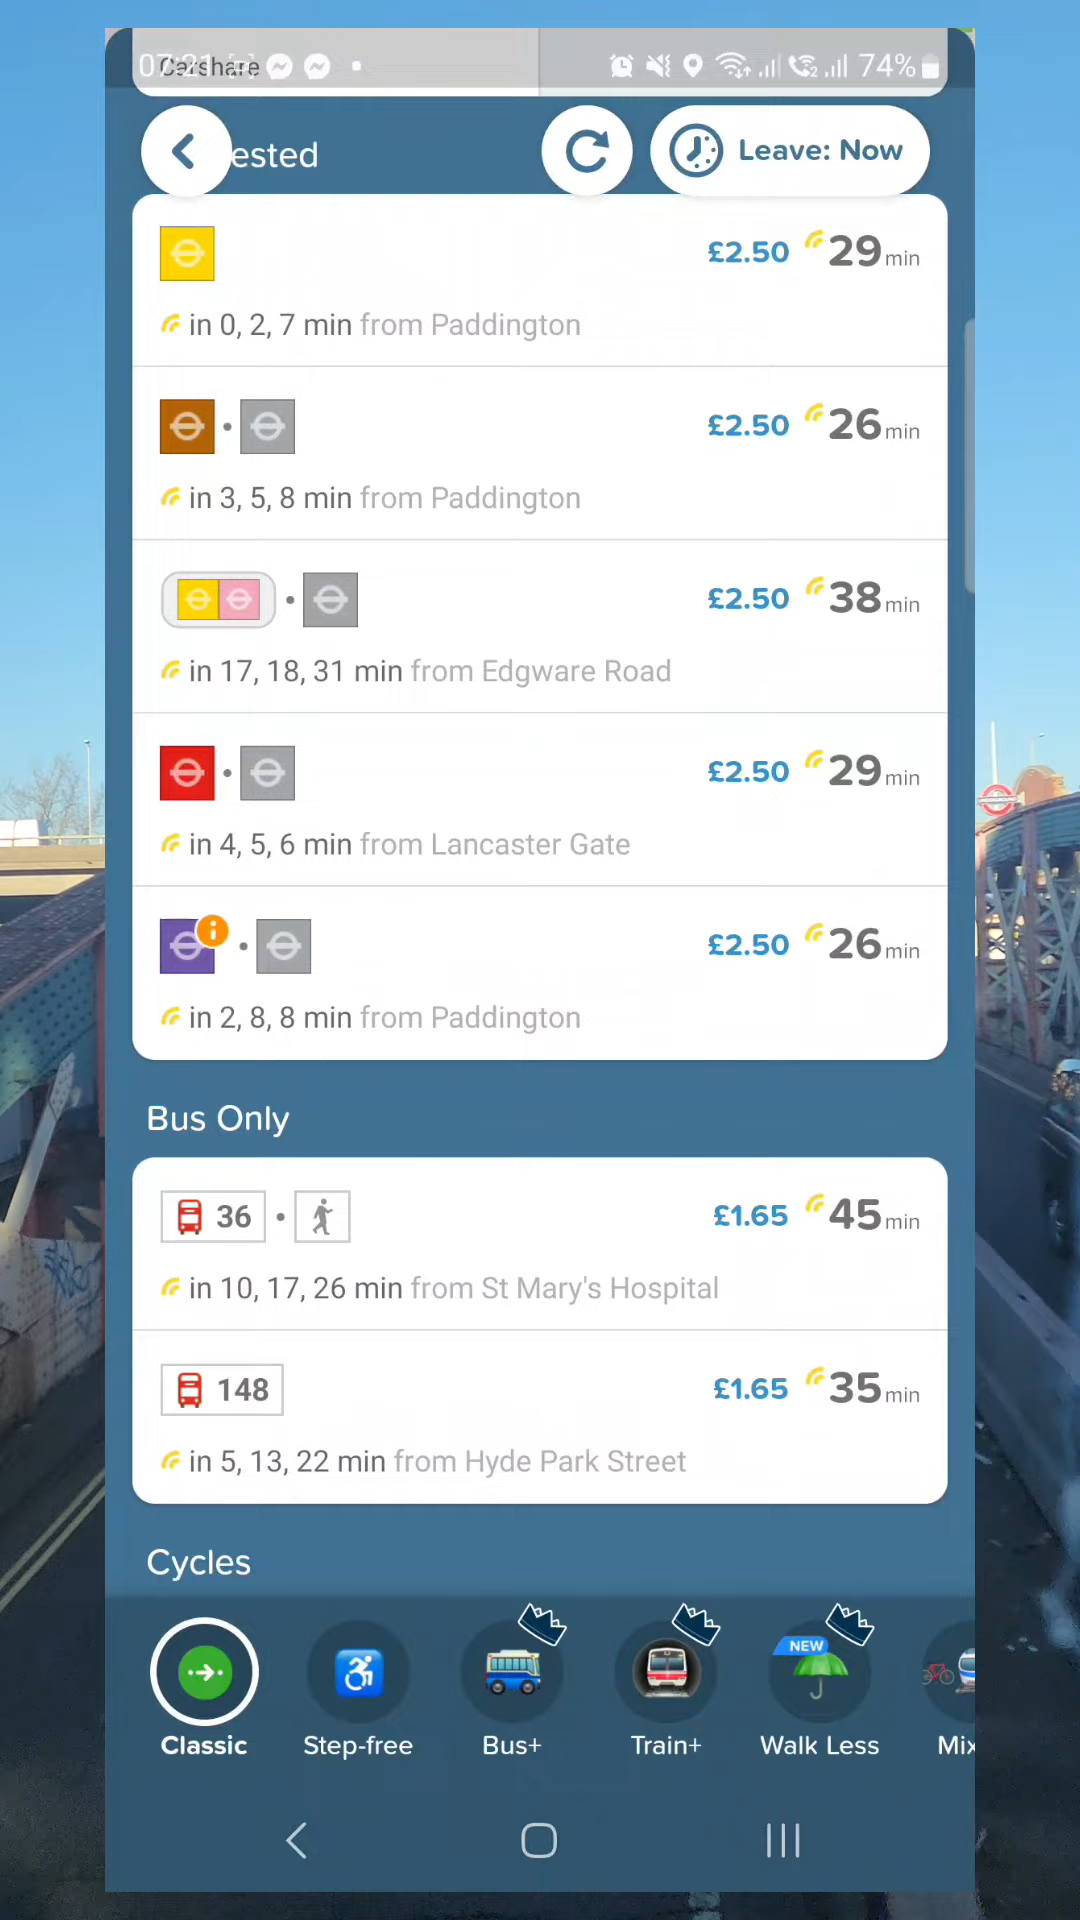 07:21 Carshare 74%
ested
Leave: Now
£2.50 29 min
in 0, 2, 7 min from Paddington
£2.50 26 min
in 3, 5, 8 min from Paddington
£2.50 38 min
in 17, 18, 31 min from Edgware Road
£2.50 29 min
in 4, 5, 6 min from Lancaster Gate
£2.50 26 min
in 2, 8, 8 min from Paddington
Bus Only
36 £1.65 45 min
in 10, 17, 26 min from St Mary's Hospital
148 £1.65 35 min
in 5, 13, 22 min from Hyde Park Street
Cycles
NEW
Classic Step-free Bus+ Train+ Walk Less Mix